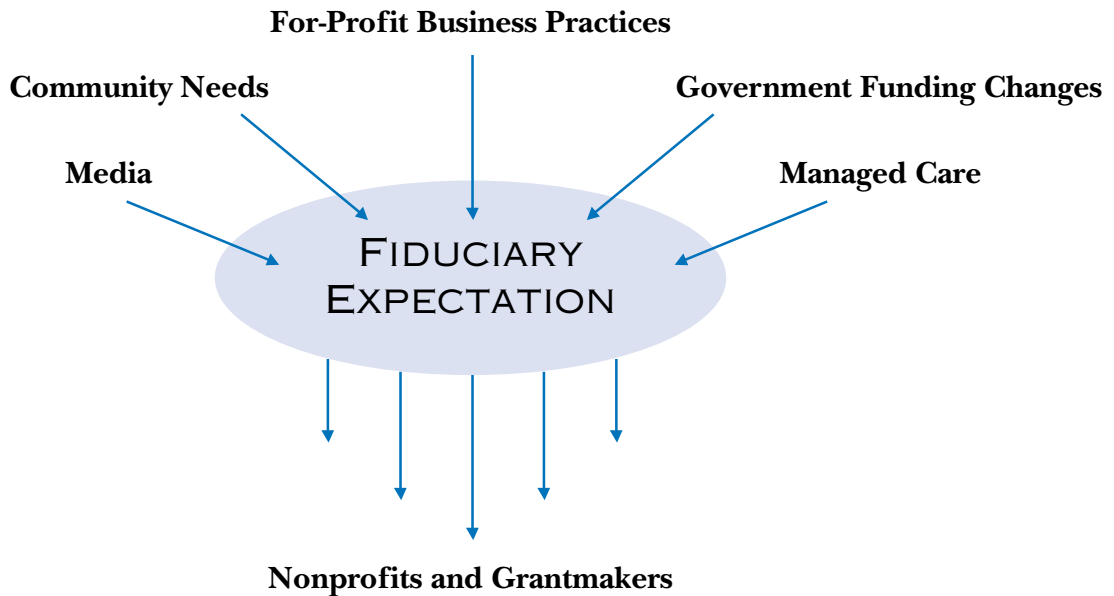 For-Profit Business Practices
Community Needs
Government Funding Changes
Media
Managed Care
FIDUCIARY
EXPECTATION
Nonprofits and Grantmakers